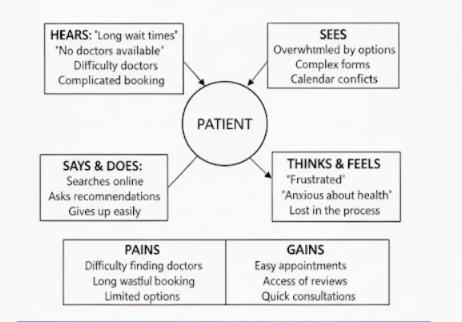 HEARS: "Long wait times"
"No doctors available"
Difficulty doctors
Complicated booking
SEES
Overwhtmled by options
Complex forms
Calendar conficts
PATIENT
SAYS & DOES:
Searches online
Asks recomnendations
Gives up easily
THINKS & FEELS
"Frustrated"
"Anxious about health"
Lost in the process
PAINS
Difficulty finding doctors
Long wastful booking
Limited options
GAINS
Easy appointments
Access of reviews
Quick consultations